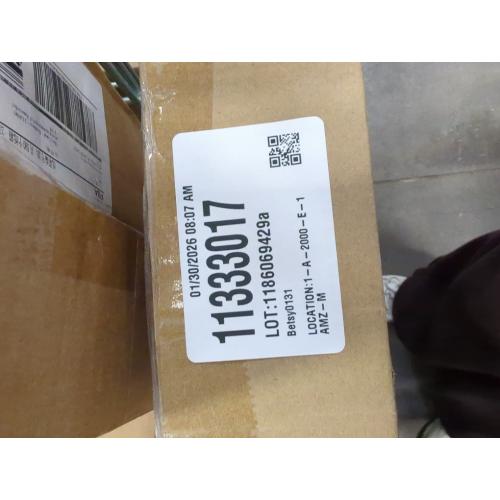 01/30/2026 08:07 AM
11333017
LOT:1186069429a
Betsy0131
LOCATION:1-A-2000-E-1
AMZ-M